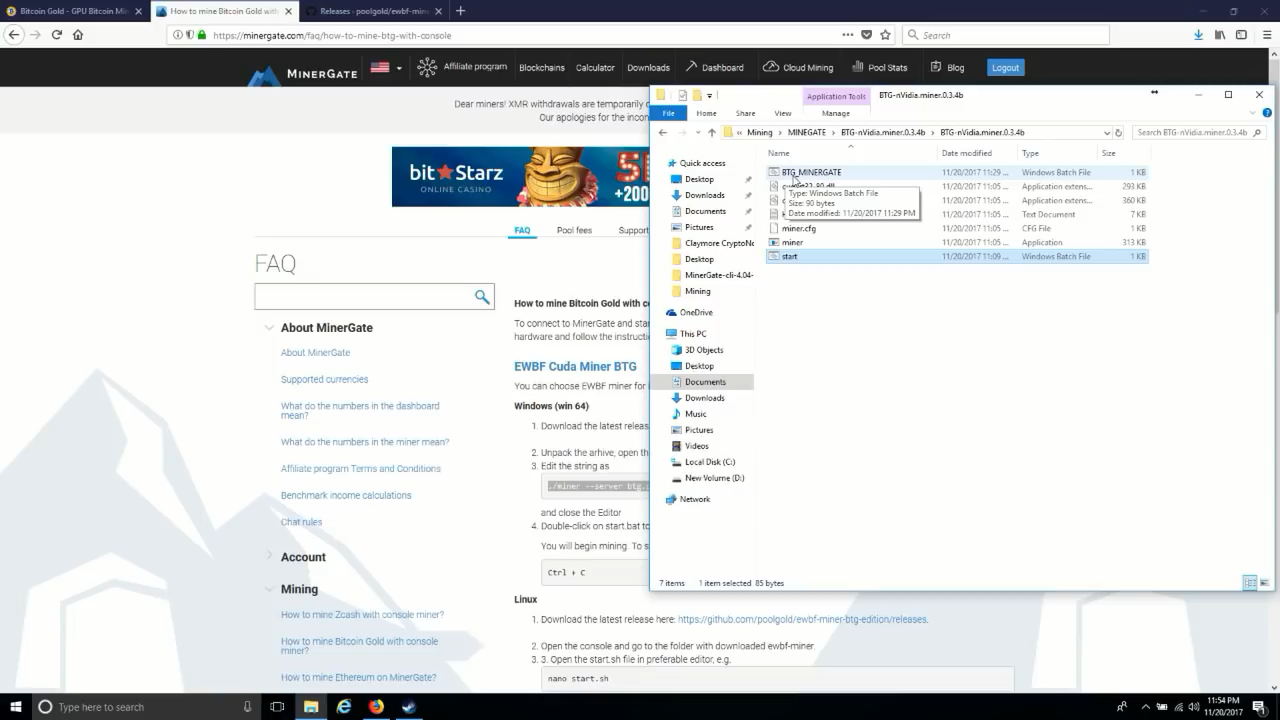 Bitcoin Gold - GPU Bitcoin Mi
How to mine Bitcoin Gold with
Releases - poolgold/ewbf-mine
https://minergate.com/faq/how-to-mine-btg-with-console
Search
MINERGATE
Affiliate program
Blockchains
Calculator
Downloads
Dashboard
Cloud Mining
Pool Stats
Blog
Logout
Dear miners! XMR withdrawals are temporarily d
Our apologies for the incon
bitStarz
ONLINE CASINO
+200
FAQ
Pool fees
Support
FAQ
About MinerGate
About MinerGate
Supported currencies
What do the numbers in the dashboard
mean?
What do the numbers in the miner mean?
Affiliate program Terms and Conditions
Benchmark income calculations
Chat rules
Account
Mining
How to mine Zcash with console miner?
How to mine Bitcoin Gold with console
miner?
How to mine Ethereum on MinerGate?
How to mine Bitcoin Gold with c
To connect to MinerGate and star
hardware and follow the instructi
EWBF Cuda Miner BTG
You can choose EWBF miner for
Windows (win 64)
1. Download the latest releas
2. Unpack the arhive, open th
3. Edit the string as
./miner --server btg.p
and close the Editor
4. Double-click on start.bat to
You will begin mining. To s
Ctrl + C
Linux
1. Download the latest release here: https://github.com/poolgold/ewbf-miner-btg-edition/releases.
2. Open the console and go to the folder with downloaded ewbf-miner.
3. 3. Open the start.sh file in preferable editor, e.g.
nano start.sh
Application Tools
BTG-nVidia.miner.0.3.4b
File
Home
Share
View
Manage
Mining
MINEGATE
BTG-nVidia.miner.0.3.4b
BTG-nVidia.miner.0.3.4b
Search BTG-nVidia.miner.0.3.4b
Name
Date modified
Type
Size
BTG_MINERGATE 11/20/2017 11:29 ... Windows Batch File 1 KB
11/20/2017 11:05 ... Application extens... 293 KB
11/20/2017 11:05 ... Application extens... 360 KB
11/20/2017 11:05 ... Text Document 7 KB
miner.cfg 11/20/2017 11:05 ... CFG File 1 KB
miner 11/20/2017 11:05 ... Application 313 KB
start 11/20/2017 11:09 ... Windows Batch File 1 KB
Type: Windows Batch File
Size: 90 bytes
Date modified: 11/20/2017 11:29 PM
Quick access
Desktop
Downloads
Documents
Pictures
Claymore CryptoNo
Desktop
MinerGate-cli-4.04-
Mining
OneDrive
This PC
3D Objects
Desktop
Documents
Downloads
Music
Pictures
Videos
Local Disk (C:)
New Volume (D:)
Network
7 items
1 item selected 85 bytes
Type here to search
11:54 PM
11/20/2017